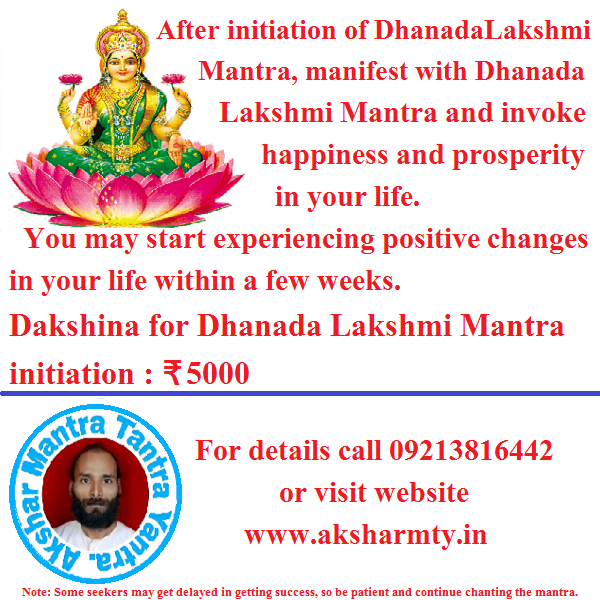 After initiation of DhanadaLakshmi
Mantra, manifest with Dhanada
Lakshmi Mantra and invoke
happiness and prosperity
in your life.
You may start experiencing positive changes
in your life within a few weeks.
Dakshina for Dhanada Lakshmi Mantra
initiation : ₹ 5000
Akshar Mantra Tantra Yantra.
For details call 09213816442
or visit website
www.aksharmty.in
Note: Some seekers may get delayed in getting success, so be patient and continue chanting the mantra.